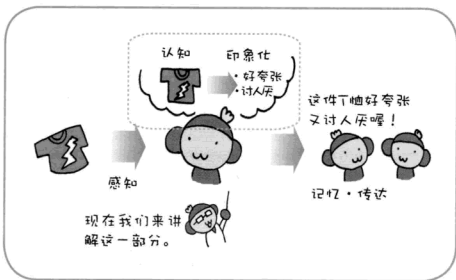 认知
印象化
·好夸张
·讨人厌
这件T恤好夸张
又讨人厌喔！
感知
记忆·传达
现在我们来讲
解这一部分。